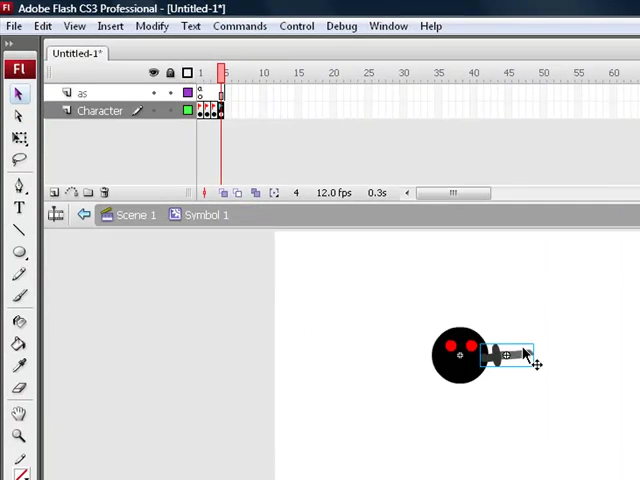 Adobe Flash CS3 Professional - [Untitled-1*]
File Edit View Insert Modify Text Commands Control Debug Window Help
Untitled-1*
Fl
1 5 10 15 20 25 30 35 40 45 50 55 60
as
Character
4 12.0 fps 0.3s
Scene 1 Symbol 1